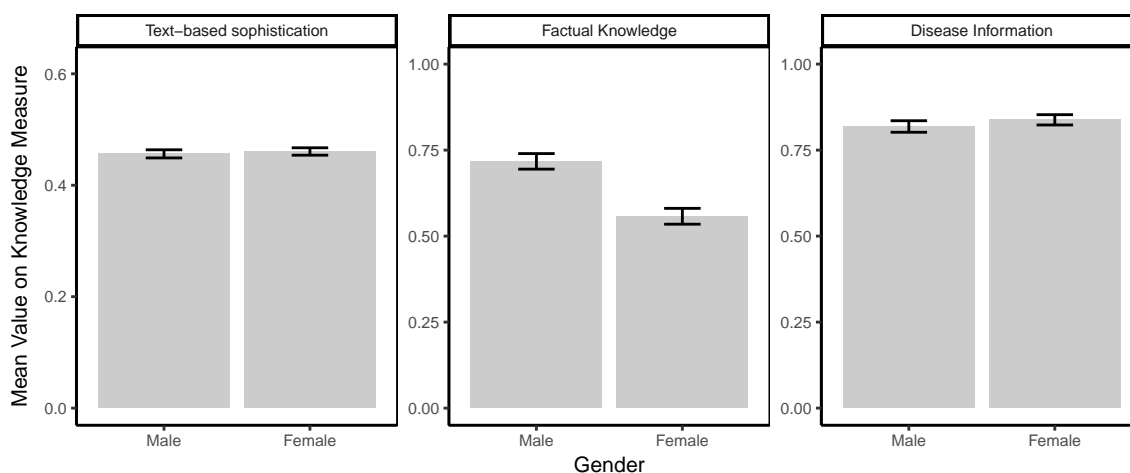 Text−based sophistication
Factual Knowledge
Disease Information
Mean Value on Knowledge Measure
0.6
0.4
0.2
0.0
1.00
0.75
0.50
0.25
0.00
1.00
0.75
0.50
0.25
0.00
Male Female
Male Female
Male Female
Gender